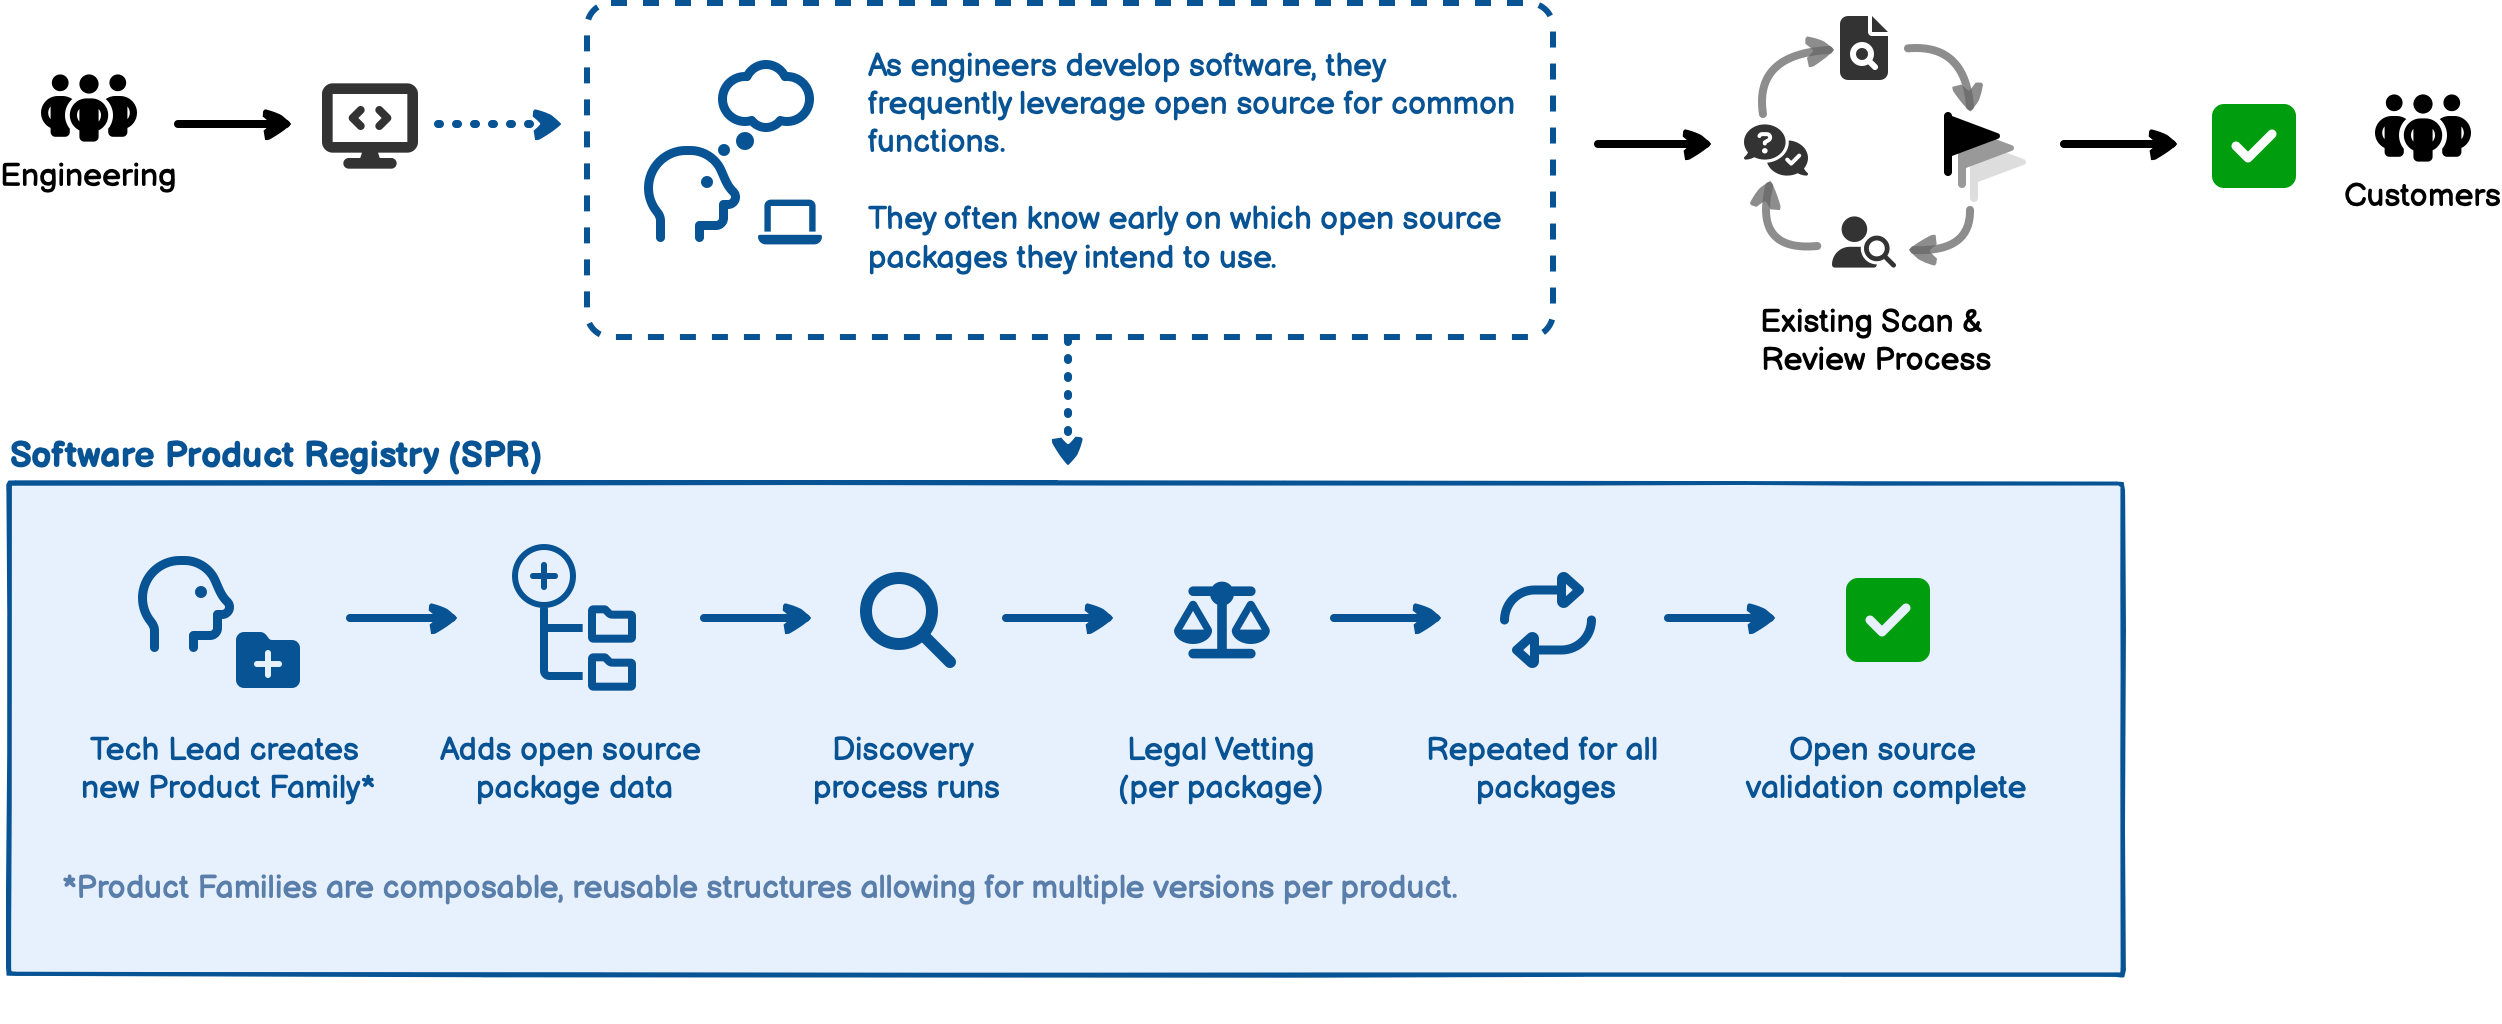 Engineering
As engineers develop software, they
frequently leverage open source for common
functions.
They often know early on which open source
packages they intend to use.
Existing Scan &
Review Process
Customers
Software Product Registry (SPR)
Tech Lead creates
new Product Family*
Adds open source
package data
Discovery
process runs
Legal Vetting
(per package)
Repeated for all
packages
Open source
validation complete
*Product Families are composable, reusable structures allowing for multiple versions per product.